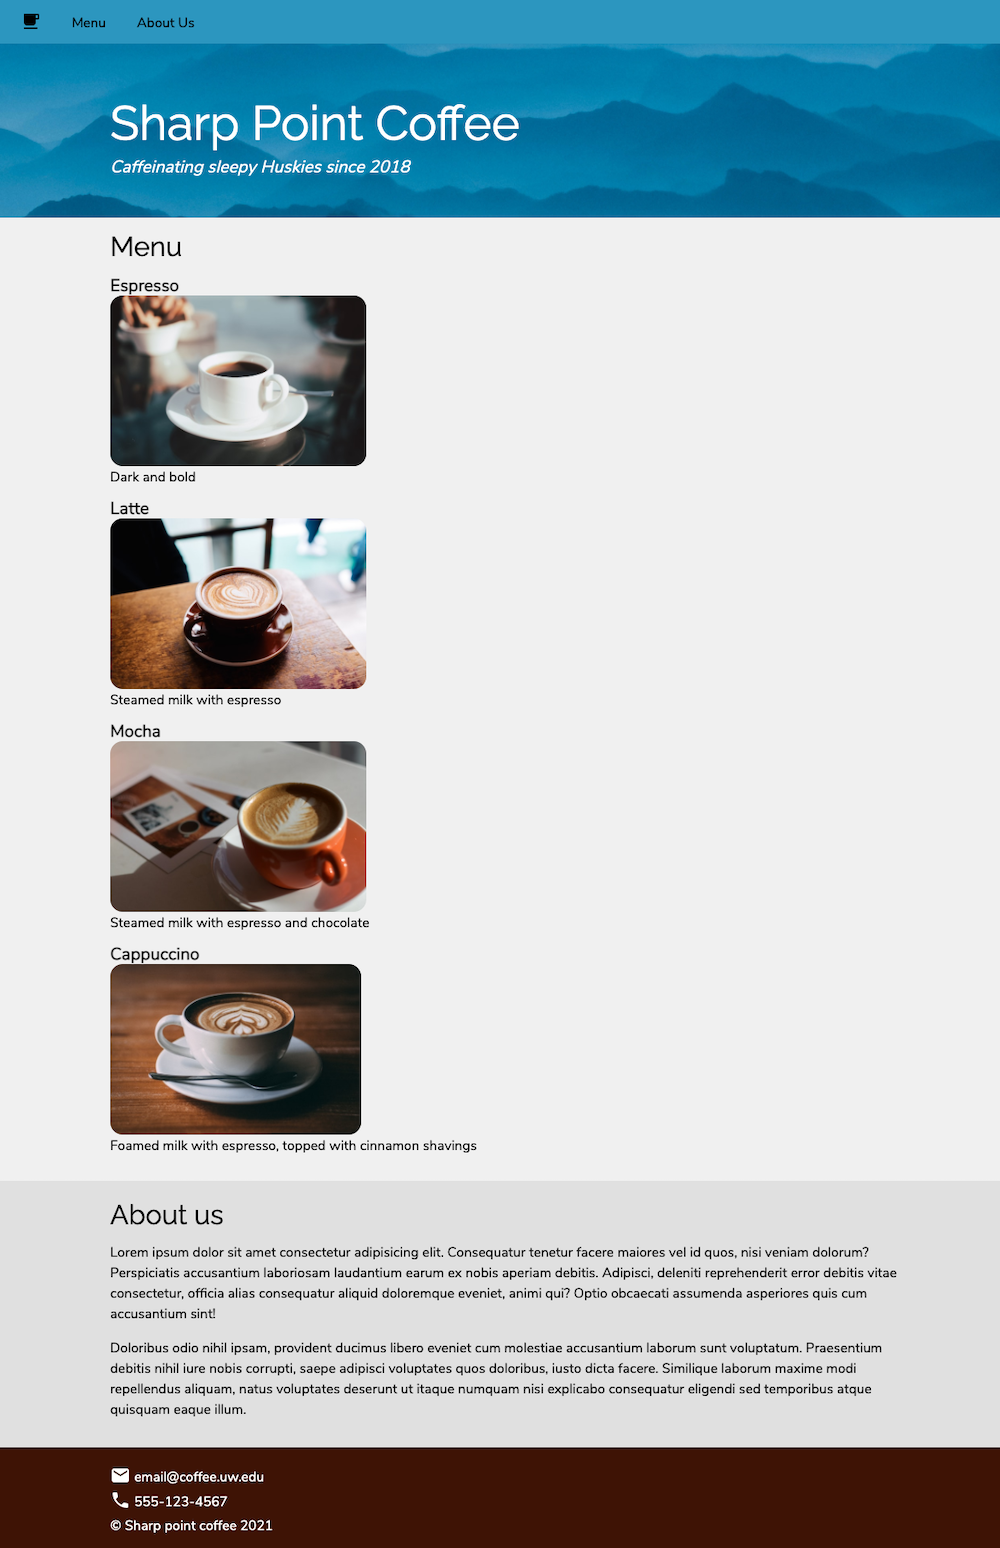 Menu About Us
Sharp Point Coffee
Caffeinating sleepy Huskies since 2018
Menu
Espresso
Dark and bold
Latte
Steamed milk with espresso
Mocha
Steamed milk with espresso and chocolate
Cappuccino
Foamed milk with espresso, topped with cinnamon shavings
About us
Lorem ipsum dolor sit amet consectetur adipisicing elit. Consequatur tenetur facere maiores vel id quos, nisi veniam dolorum?
Perspiciatis accusantium laboriosam laudantium earum ex nobis aperiam debitis. Adipisci, deleniti reprehenderit error debitis vitae
consectetur, officia alias consequatur aliquid doloremque eveniet, animi qui? Optio obcaecati assumenda asperiores quis cum
accusantium sint!
Doloribus odio nihil ipsam, provident ducimus libero eveniet cum molestiae accusantium laborum sunt voluptatum. Praesentium
debitis nihil iure nobis corrupti, saepe adipisci voluptates quos doloribus, iusto dicta facere. Similique laborum maxime modi
repellendus aliquam, natus voluptates deserunt ut itaque numquam nisi explicabo consequatur eligendi sed temporibus atque
quisquam eaque illum.
email@coffee.uw.edu
555-123-4567
© Sharp point coffee 2021